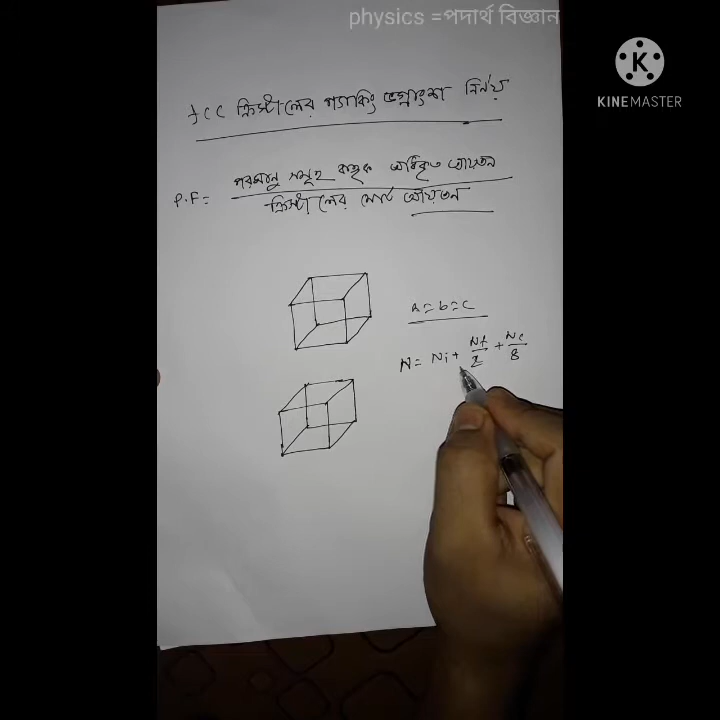 physics =পদার্থ বিজ্ঞান
KINEMASTER
fcc ক্রিস্টালের প্যাকিং ভগ্নাংশ নির্ণয়
P.F = পরমানু সমূহ কর্তৃক অধিকৃত আয়তন
ক্রিস্টালের মোট আয়তন
a=b=c
N = Ni + Nf/2 + Nc/8